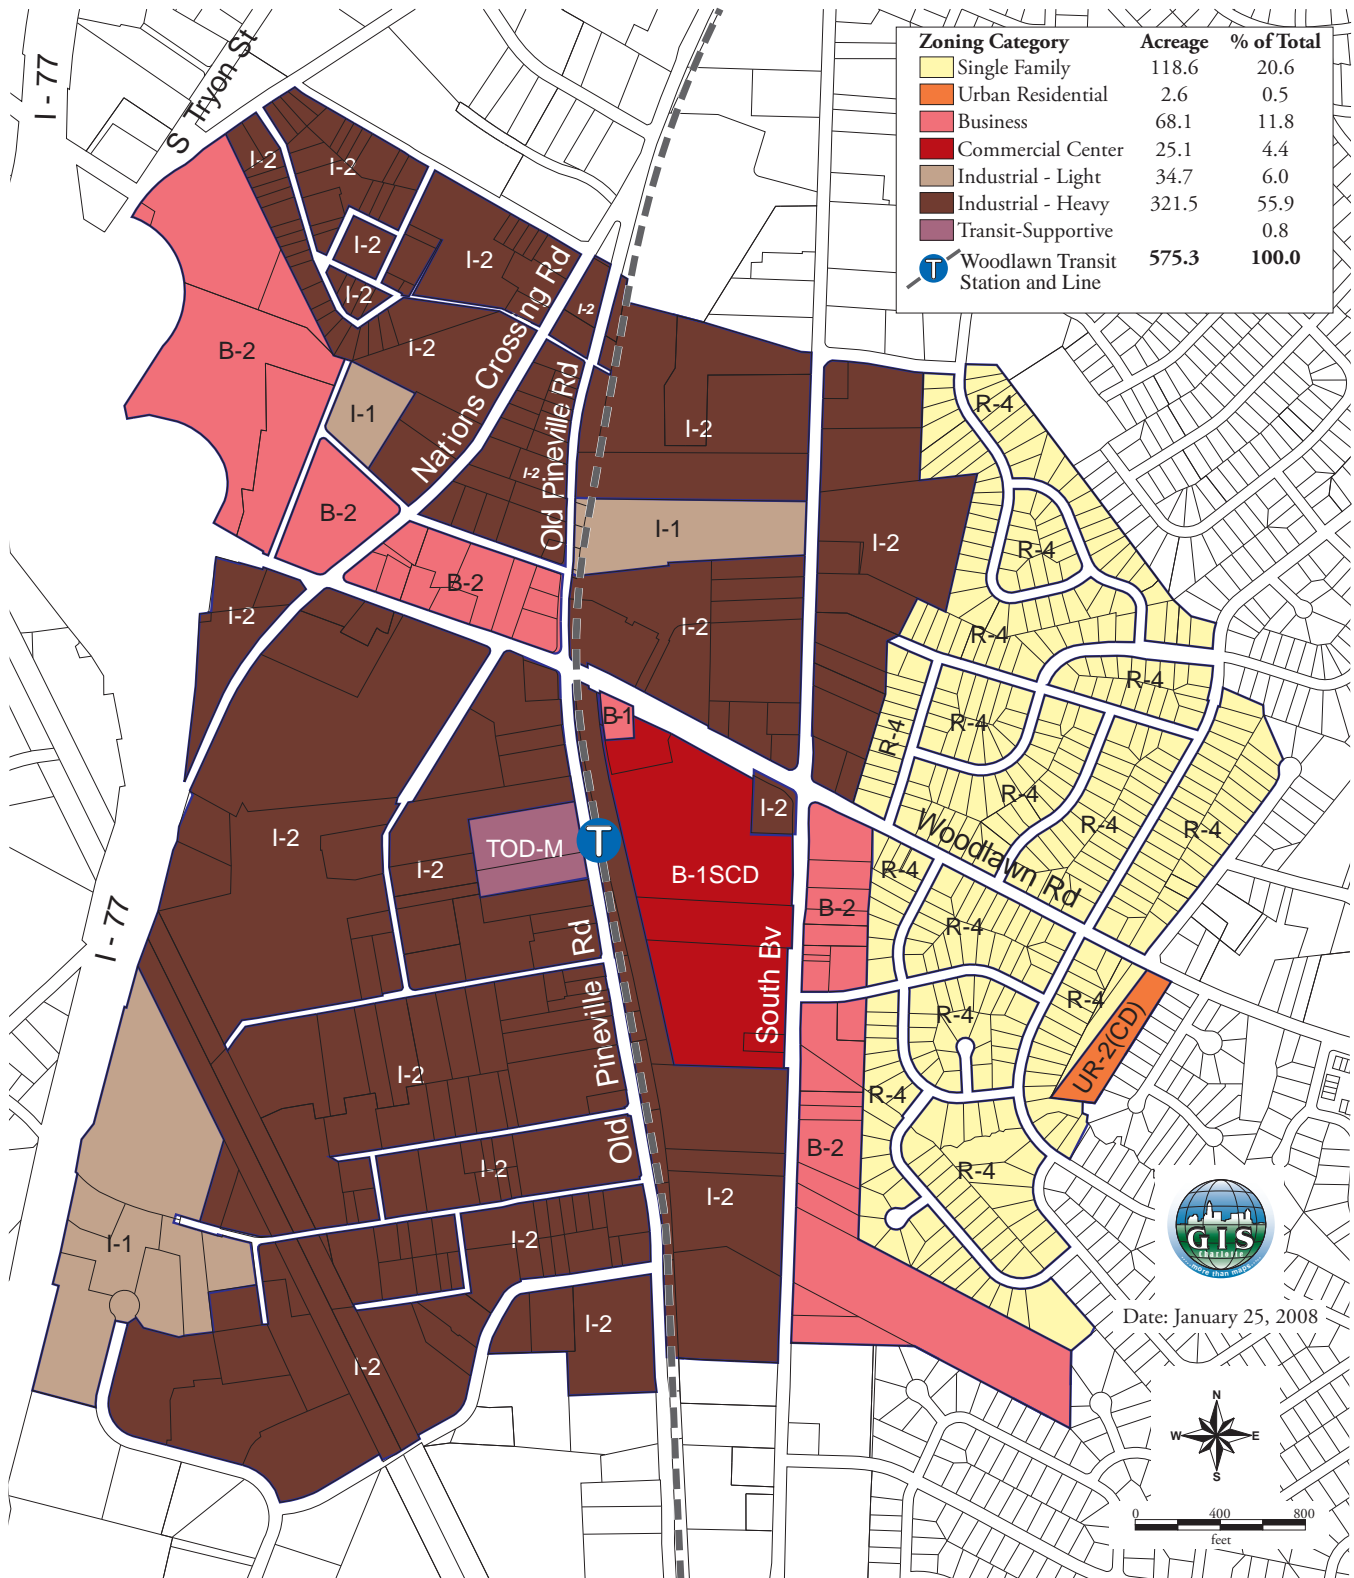 Zoning Category Acreage % of Total
Single Family 118.6 20.6
Urban Residential 2.6 0.5
Business 68.1 11.8
Commercial Center 25.1 4.4
Industrial - Light 34.7 6.0
Industrial - Heavy 321.5 55.9
Transit-Supportive 0.8
T Woodlawn Transit 575.3 100.0
Station and Line
I - 77
S Tryon St
I-2
I-2
I-2
I-2
I-2
I-2
I-2
B-2
I-1
Nations Crossing Rd
Old Pineville Rd
I-2
I-2
R-4
B-2
I-1
I-2
R-4
B-2
I-2
I-2
R-4
R-4
B-1
R-4
R-4
I-2
R-4
I-2
TOD-M
T
I-2
B-1SCD
Woodlawn Rd
R-4
R-4
R-4
B-2
R-4
I - 77
Old Pineville Rd
South Bv
R-4
R-4
UR-2(CD)
I-2
R-4
B-2
I-2
R-4
I-2
I-1
I-2
I-2
I-2
GIS
Charlotte
...more than maps...
Date: January 25, 2008
N
W E
S
0 400 800
feet